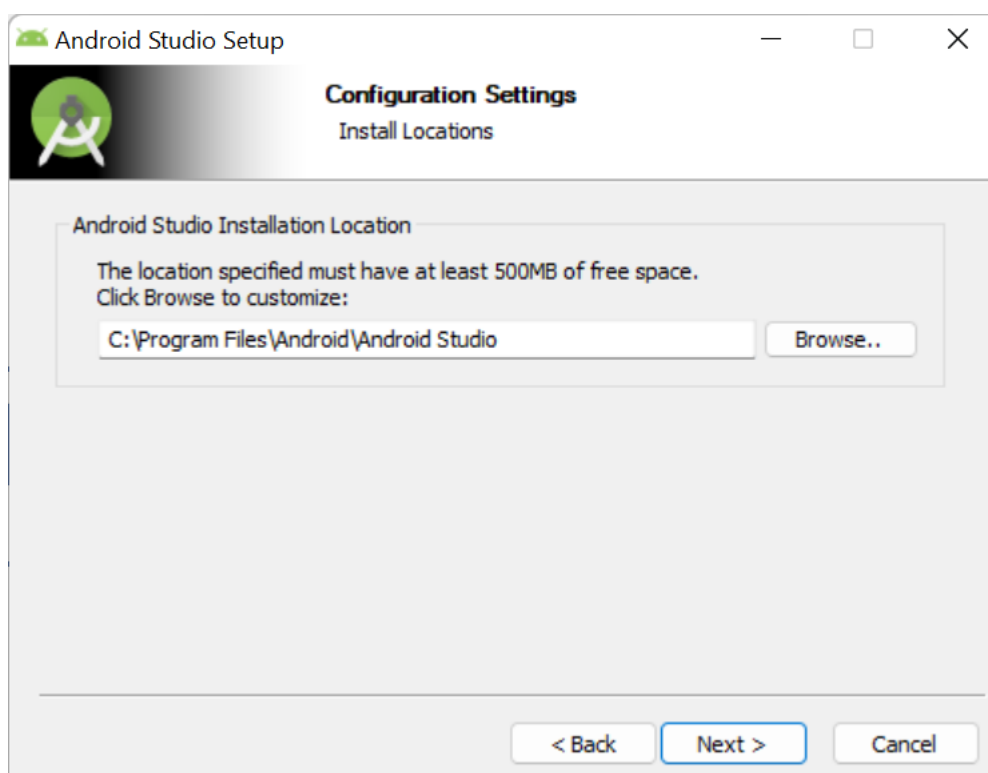 Android Studio Setup
Configuration Settings
Install Locations
Android Studio Installation Location
The location specified must have at least 500MB of free space.
Click Browse to customize:
C:\Program Files\Android\Android Studio
Browse..
< Back
Next >
Cancel